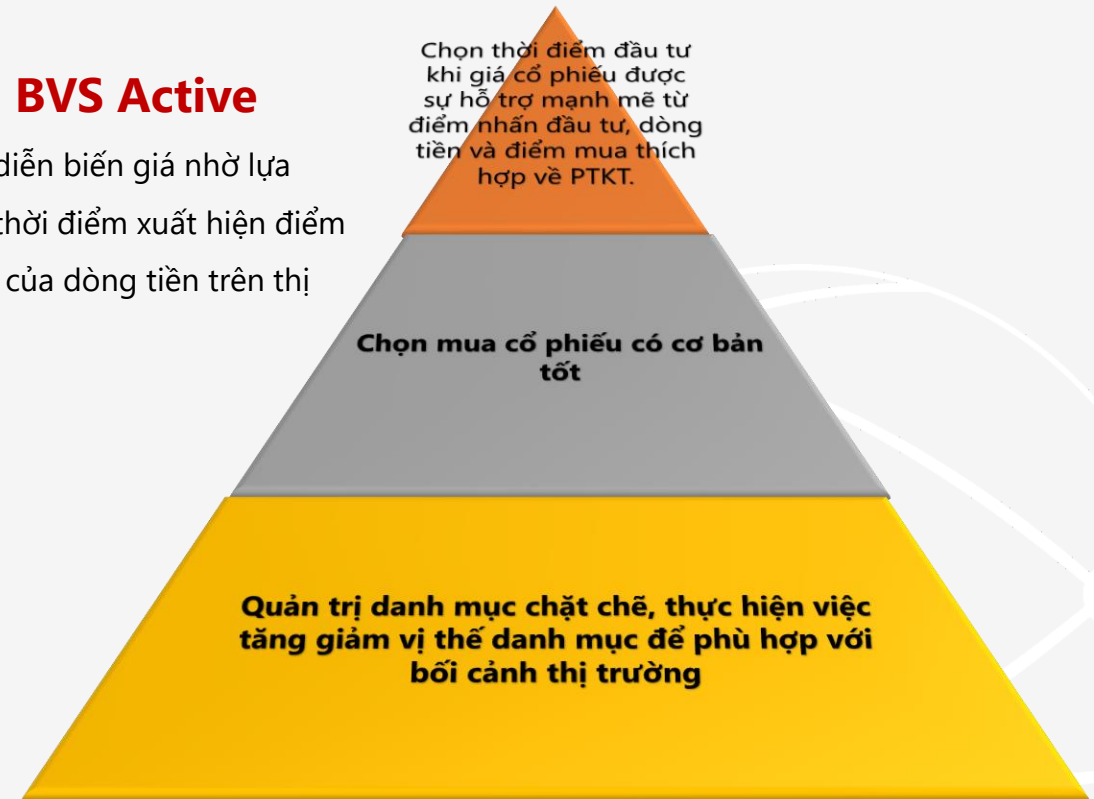 BVS Active
diễn biến giá nhờ lựa
thời điểm xuất hiện điểm
của dòng tiền trên thị
Chọn thời điểm đầu tư
khi giá cổ phiếu được
sự hỗ trợ mạnh mẽ từ
điểm nhấn đầu tư, dòng
tiền và điểm mua thích
hợp về PTKT.
Chọn mua cổ phiếu có cơ bản
tốt
Quản trị danh mục chặt chẽ, thực hiện việc
tăng giảm vị thế danh mục để phù hợp với
bối cảnh thị trường